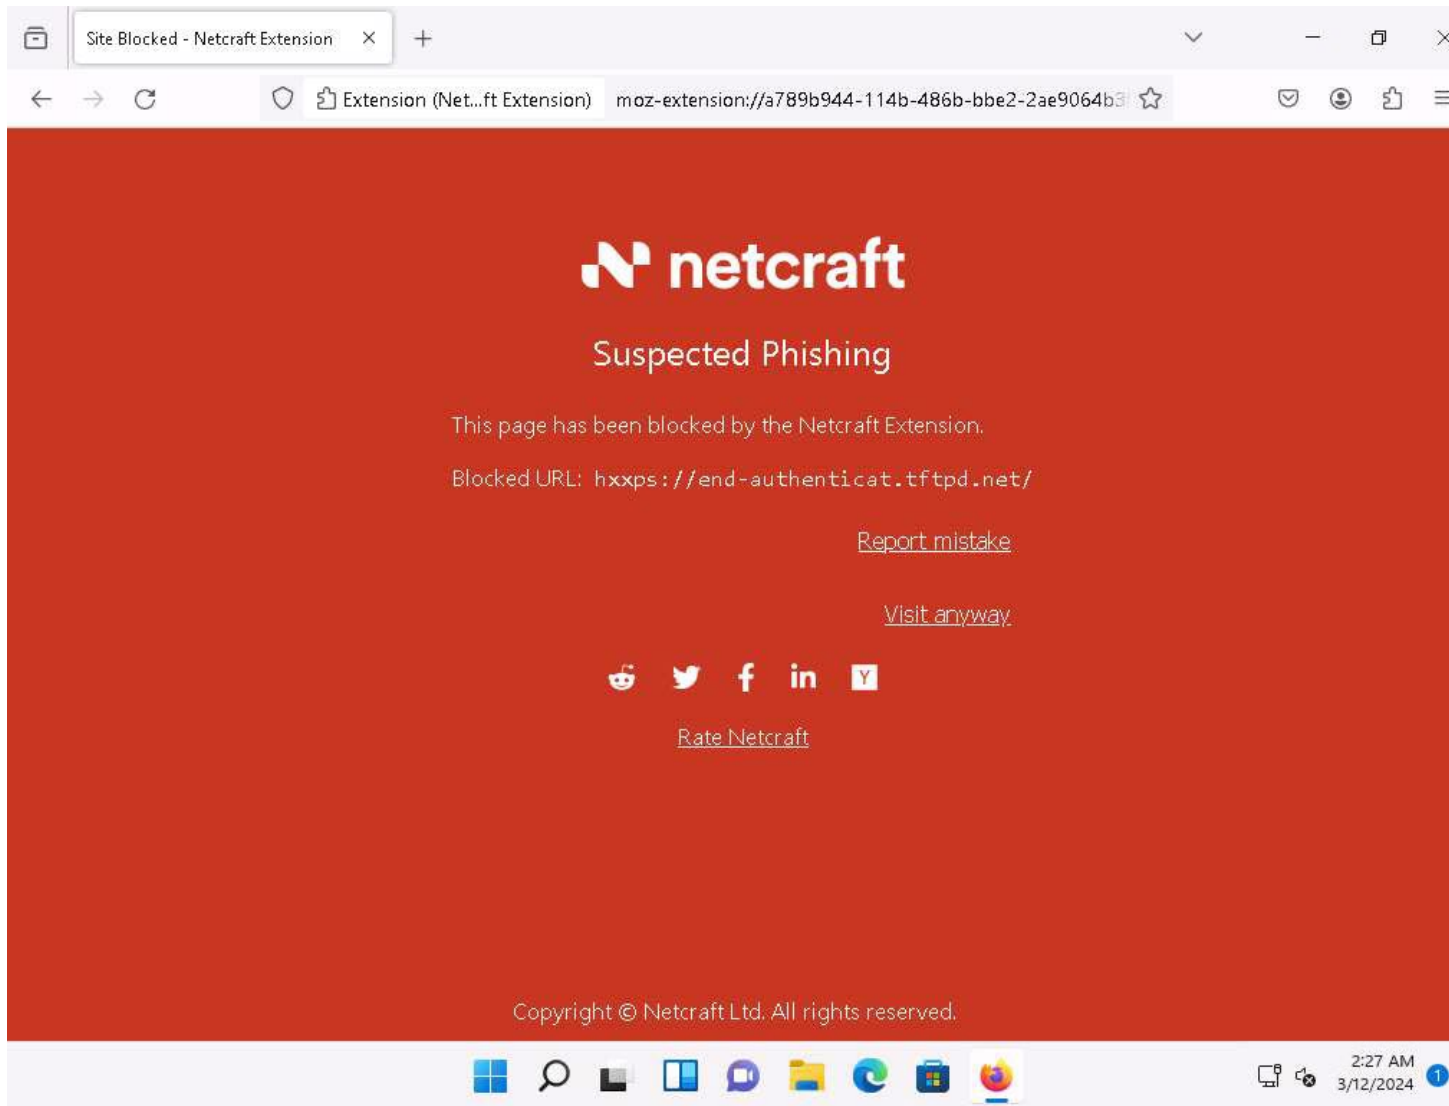 Site Blocked - Netcraft Extension
Extension (Net...ft Extension) moz-extension://a789b944-114b-486b-bbe2-2ae9064b3
netcraft
Suspected Phishing
This page has been blocked by the Netcraft Extension.
Blocked URL: hxxps://end-authenticat.tftpd.net/
Report mistake
Visit anyway
in
Y
Rate Netcraft
Copyright © Netcraft Ltd. All rights reserved.
2:27 AM
3/12/2024
1